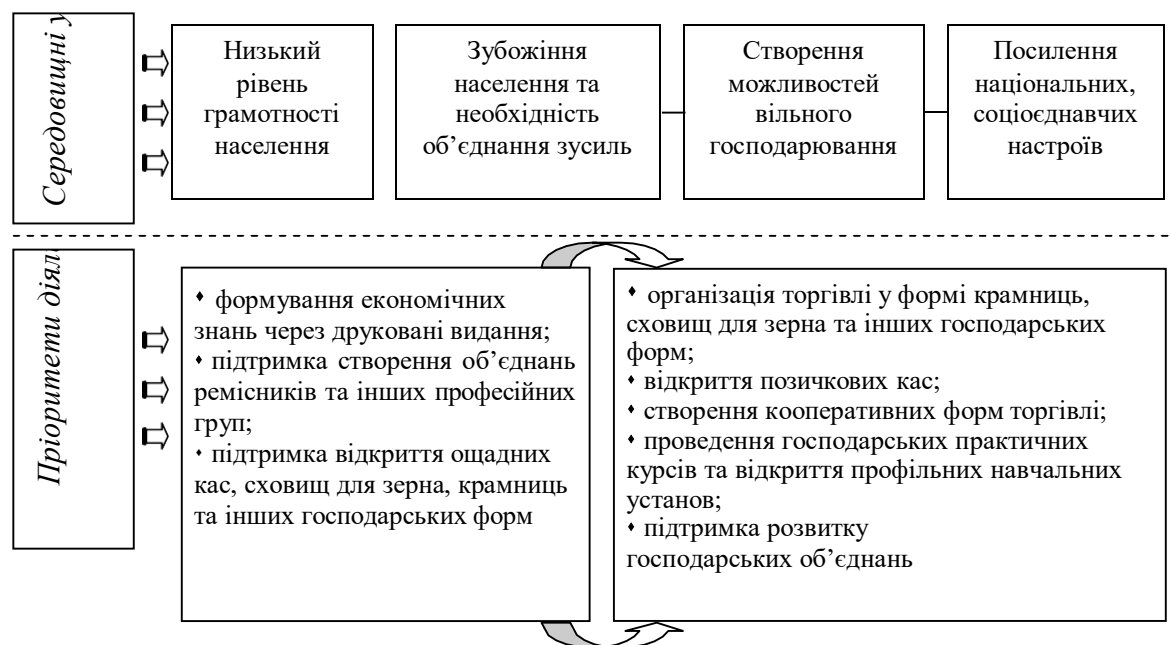 Середовищні у
Низький
рівень
грамотності
населення
Зубожіння
населення та
необхідність
об’єднання зусиль
Створення
можливостей
вільного
господарювання
Посилення
національних,
соціоєднавчих
настроїв
Пріоритети діял
• формування економічних
знань через друковані видання;
• підтримка створення об’єднань
ремісників та інших професійних
груп;
• підтримка відкриття ощадних
кас, сховищ для зерна, крамниць
та інших господарських форм
• організація торгівлі у формі крамниць,
сховищ для зерна та інших господарських
форм;
• відкриття позичкових кас;
• створення кооперативних форм торгівлі;
• проведення господарських практичних
курсів та відкриття профільних навчальних
установ;
• підтримка розвитку
господарських об’єднань